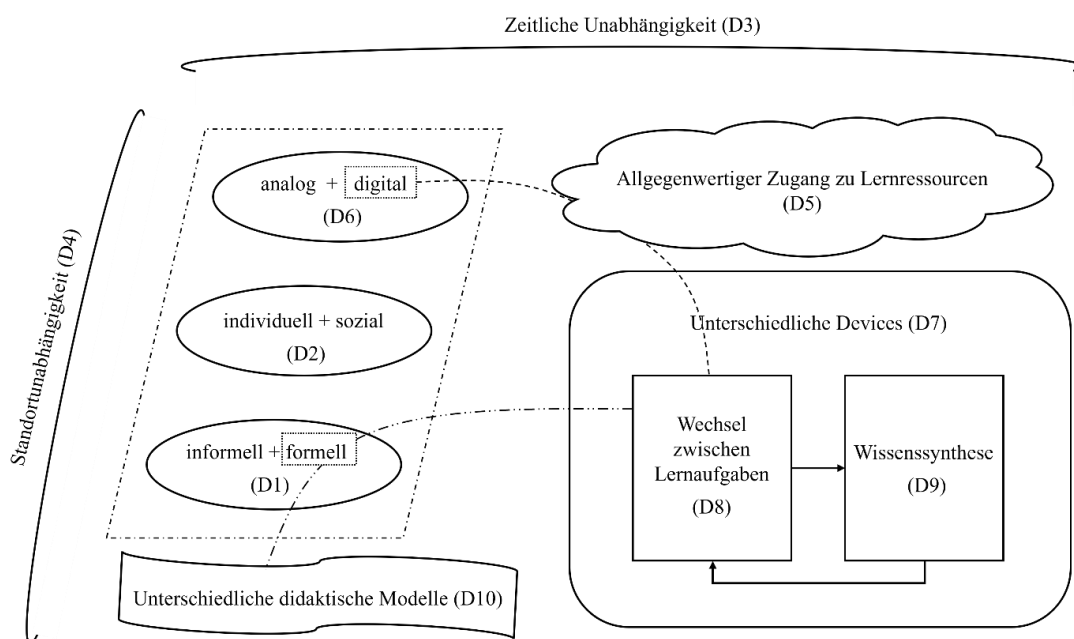 Zeitliche Unabhängigkeit (D3)
Standortunabhängigkeit (D4)
analog + digital
(D6)
Allgegenwertiger Zugang zu Lernressourcen
(D5)
individuell + sozial
(D2)
Unterschiedliche Devices (D7)
informell + formell
(D1)
Wechsel
zwischen
Lernaufgaben
(D8)
Wissenssynthese
(D9)
Unterschiedliche didaktische Modelle (D10)